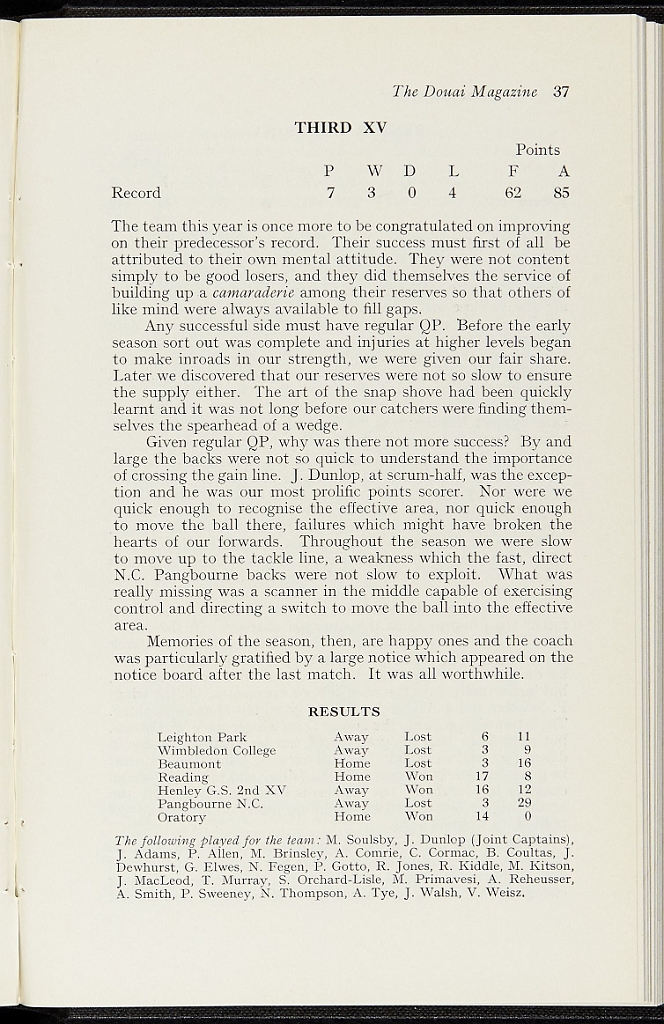 The Douai Magazine 37
THIRD XV
Points
P W D L F A
Record 7 3 0 4 62 85
The team this year is once more to be congratulated on improving
on their predecessor's record. Their success must first of all be
attributed to their own mental attitude. They were not content
simply to be good losers, and they did themselves the service of
building up a camaraderie among their reserves so that others of
like mind were always available to fill gaps.
Any successful side must have regular QP. Before the early
season sort out was complete and injuries at higher levels began
to make inroads in our strength, we were given our fair share.
Later we discovered that our reserves were not so slow to ensure
the supply either. The art of the snap shove had been quickly
learnt and it was not long before our catchers were finding them-
selves the spearhead of a wedge.
Given regular QP, why was there not more success? By and
large the backs were not so quick to understand the importance
of crossing the gain line. J. Dunlop, at scrum-half, was the excep-
tion and he was our most prolific points scorer. Nor were we
quick enough to recognise the effective area, nor quick enough
to move the ball there, failures which might have broken the
hearts of our forwards. Throughout the season we were slow
to move up to the tackle line, a weakness which the fast, direct
N.C. Pangbourne backs were not slow to exploit. What was
really missing was a scanner in the middle capable of exercising
control and directing a switch to move the ball into the effective
area.
Memories of the season, then, are happy ones and the coach
was particularly gratified by a large notice which appeared on the
notice board after the last match. It was all worthwhile.
RESULTS
Leighton Park Away Lost 6 11
Wimbledon College Away Lost 3 9
Beaumont Home Lost 3 16
Reading Home Won 17 8
Henley G.S. 2nd XV Away Won 16 12
Pangbourne N.C. Away Lost 3 29
Oratory Home Won 14 0
The following played for the team: M. Soulsby, J. Dunlop (Joint Captains),
J. Adams, P. Allen, M. Brinsley, A. Comrie, C. Cormac, B. Coultas, J.
Dewhurst, G. Elwes, N. Fegen, P. Gotto, R. Jones, R. Kiddle, M. Kitson,
J. MacLeod, T. Murray, S. Orchard-Lisle, M. Primavesi, A. Reheusser,
A. Smith, P. Sweeney, N. Thompson, A. Tye, J. Walsh, V. Weisz.